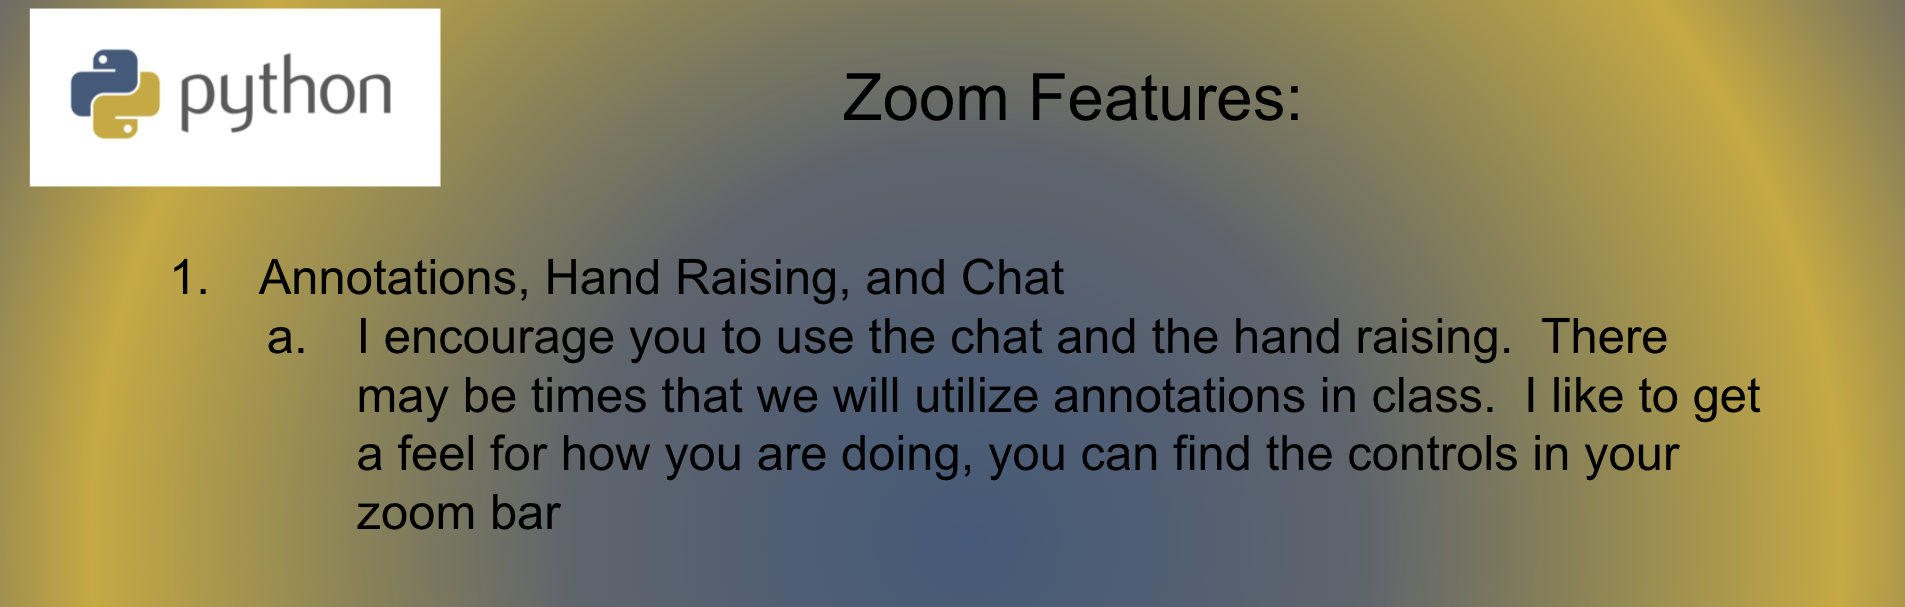 python
Zoom Features:
1. Annotations, Hand Raising, and Chat
a. I encourage you to use the chat and the hand raising.  There
may be times that we will utilize annotations in class.  I like to get
a feel for how you are doing, you can find the controls in your
zoom bar